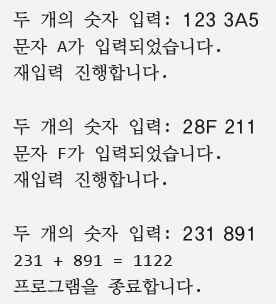 두 개의 숫자 입력: 123 3A5
문자 A가 입력되었습니다.
재입력 진행합니다.
두 개의 숫자 입력: 28F 211
문자 F가 입력되었습니다.
재입력 진행합니다.
두 개의 숫자 입력: 231 891
231 + 891 = 1122
프로그램을 종료합니다.